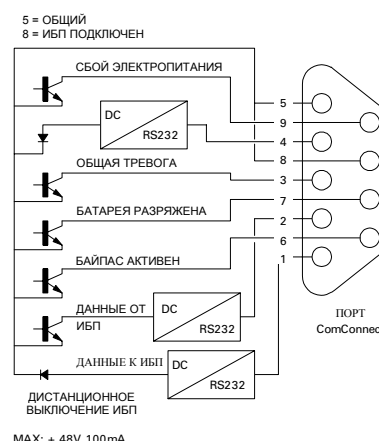 5 = ОБЩИЙ
8 = ИБП ПОДКЛЮЧЕН
СБОЙ ЭЛЕКТРОПИТАНИЯ
DC
RS232
ОБЩАЯ ТРЕВОГА
БАТАРЕЯ РАЗРЯЖЕНА
БАЙПАС АКТИВЕН
ДАННЫЕ ОТ
ИБП
DC
RS232
ДАННЫЕ К ИБП
DC
RS232
ДИСТАНЦИОННОЕ
ВЫКЛЮЧЕНИЕ ИБП
5
9
4
8
3
7
2
6
1
ПОРТ
ComConnec
MAX: + 48V, 100mA